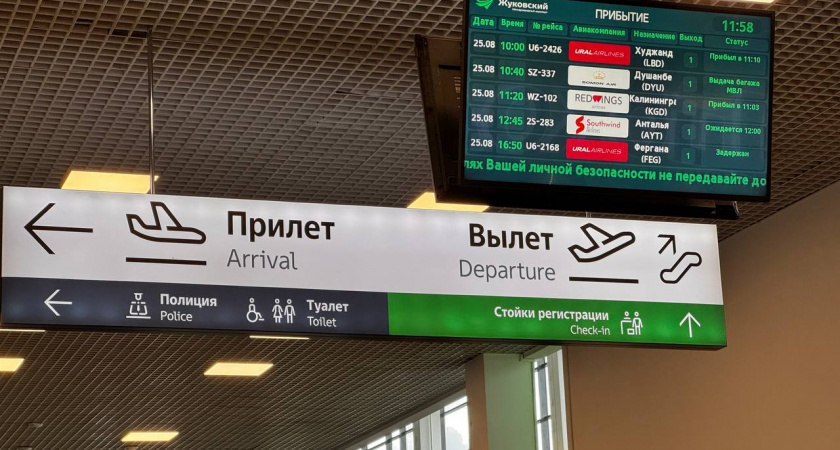 Жуковский
ПРИБЫТИЕ
11:58
Дата Время № рейса Авиакомпания Назначение Выход Статус
25.08 10:00 U6-2426 URAL AIRLINES Худжанд (LBD) 1 Прибыл в 11:10
25.08 10:40 SZ-337 SOMON AIR Душанбе (DYU) 1 Выдача багажа МВЛ
25.08 11:20 WZ-102 REDWINGS Калинингра (KGD) 1 Прибыл в 11:03
25.08 12:45 2S-283 Southwind Airlines Анталья (AYT) 1 Ожидается 12:00
25.08 16:50 U6-2168 URAL AIRLINES Фергана (FEG) 1 Задержан
лях Вашей личной безопасности не передавайте до
Прилет
Arrival
Вылет
Departure
Полиция
Police
Туалет
Toilet
Стойки регистрации
Check-in